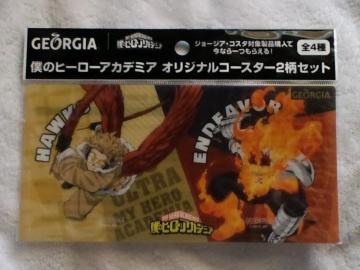 GEORGIA
僕のヒーローアカデミア
ジョージア・コスタ対象製品購入で
今なら一つもらえる!
全4種
僕のヒーローアカデミア オリジナルコースター2柄セット
HAWKS
ENDEAVOR
GEORGIA
ULTRA
MY HERO
ACADEMIA
僕のヒーローアカデミア